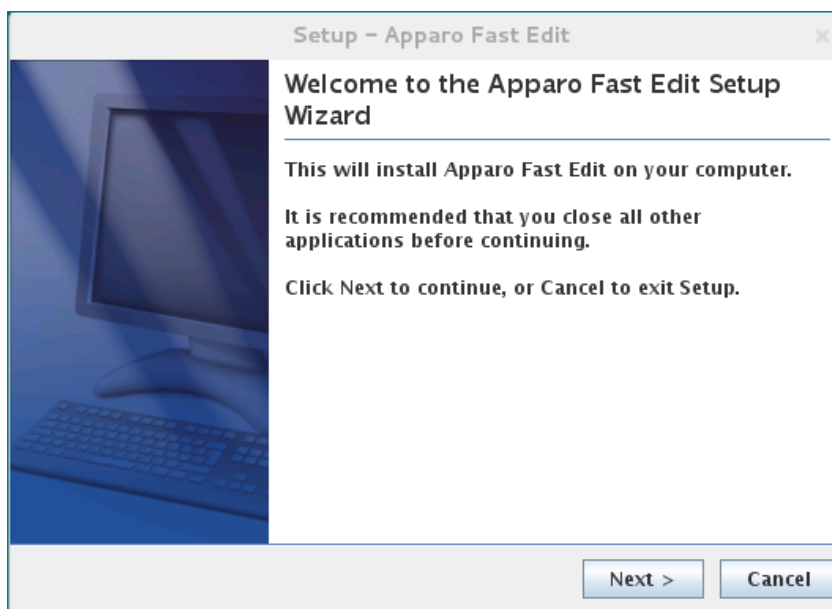 Setup – Apparo Fast Edit
Welcome to the Apparo Fast Edit Setup
Wizard
This will install Apparo Fast Edit on your computer.
It is recommended that you close all other
applications before continuing.
Click Next to continue, or Cancel to exit Setup.
Next >
Cancel